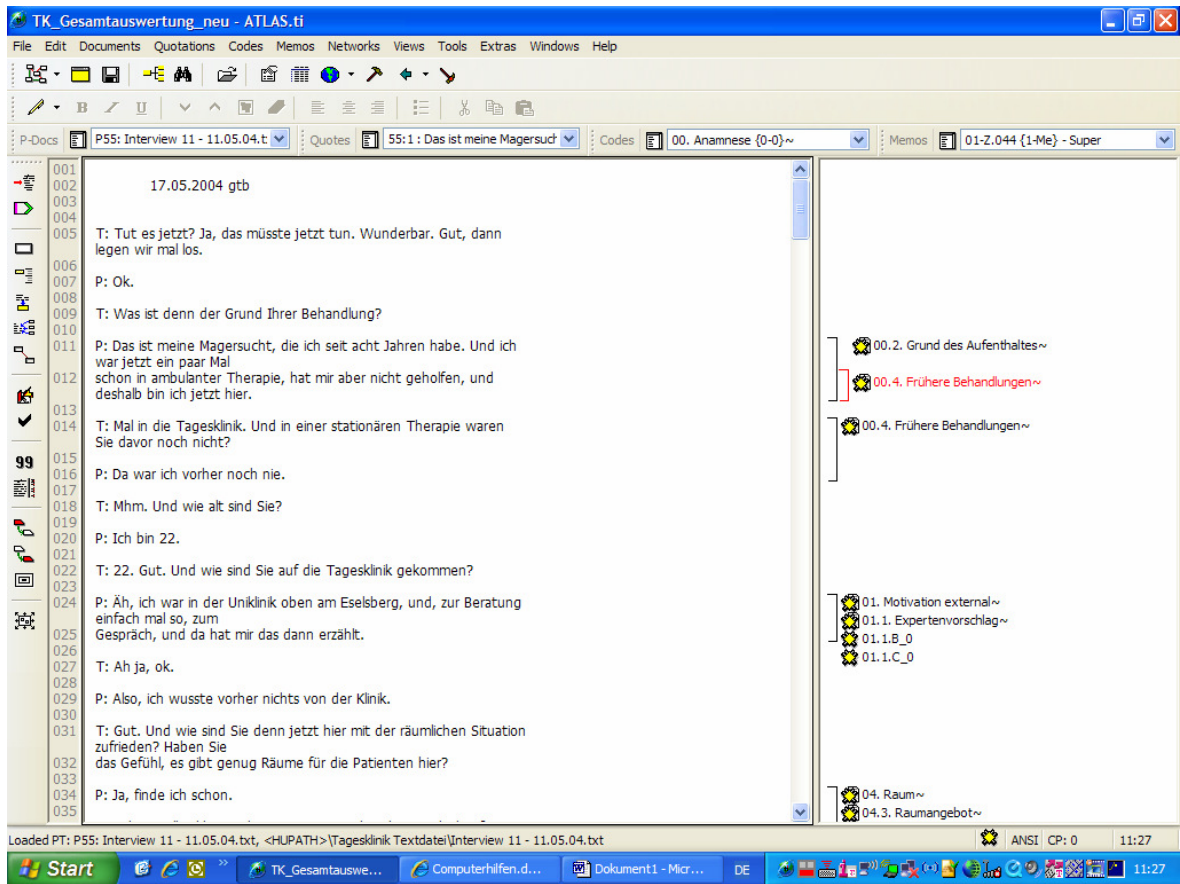 TK_Gesamtauswertung_neu - ATLAS.ti
File Edit Documents Quotations Codes Memos Networks Views Tools Extras Windows Help
B I U
P-Docs P55: Interview 11 - 11.05.04.t Quotes 55:1 : Das ist meine Magersuch Codes 00. Anamnese {0-0}~ Memos 01-Z.044 {1-Me} - Super
001
002 17.05.2004 gtb
003
004
005 T: Tut es jetzt? Ja, das müsste jetzt tun. Wunderbar. Gut, dann
legen wir mal los.
006
007 P: Ok.
008
009 T: Was ist denn der Grund Ihrer Behandlung?
010
011 P: Das ist meine Magersucht, die ich seit acht Jahren habe. Und ich 00.2. Grund des Aufenthaltes~
war jetzt ein paar Mal
012 schon in ambulanter Therapie, hat mir aber nicht geholfen, und 00.4. Frühere Behandlungen~
deshalb bin ich jetzt hier.
013
014 T: Mal in die Tagesklinik. Und in einer stationären Therapie waren 00.4. Frühere Behandlungen~
Sie davor noch nicht?
015
016 P: Da war ich vorher noch nie.
017
018 T: Mhm. Und wie alt sind Sie?
019
020 P: Ich bin 22.
021
022 T: 22. Gut. Und wie sind Sie auf die Tagesklinik gekommen?
023
024 P: Äh, ich war in der Uniklinik oben am Eselsberg, und, zur Beratung 01. Motivation external~
einfach mal so, zum 01.1. Expertenvorschlag~
025 Gespräch, und da hat mir das dann erzählt. 01.1.B_0
026 01.1.C_0
027 T: Ah ja, ok.
028
029 P: Also, ich wusste vorher nichts von der Klinik.
030
031 T: Gut. Und wie sind Sie denn jetzt hier mit der räumlichen Situation
zufrieden? Haben Sie
032 das Gefühl, es gibt genug Räume für die Patienten hier?
033
034 P: Ja, finde ich schon. 04. Raum~
035 04.3. Raumangebot~
99
Loaded PT: P55: Interview 11 - 11.05.04.txt, <HUPATH>\Tagesklinik Textdatei\Interview 11 - 11.05.04.txt ANSI CP: 0 11:27
Start TK_Gesamtauswe... Computerhilfen.d... Dokument1 - Micr... DE 11:27